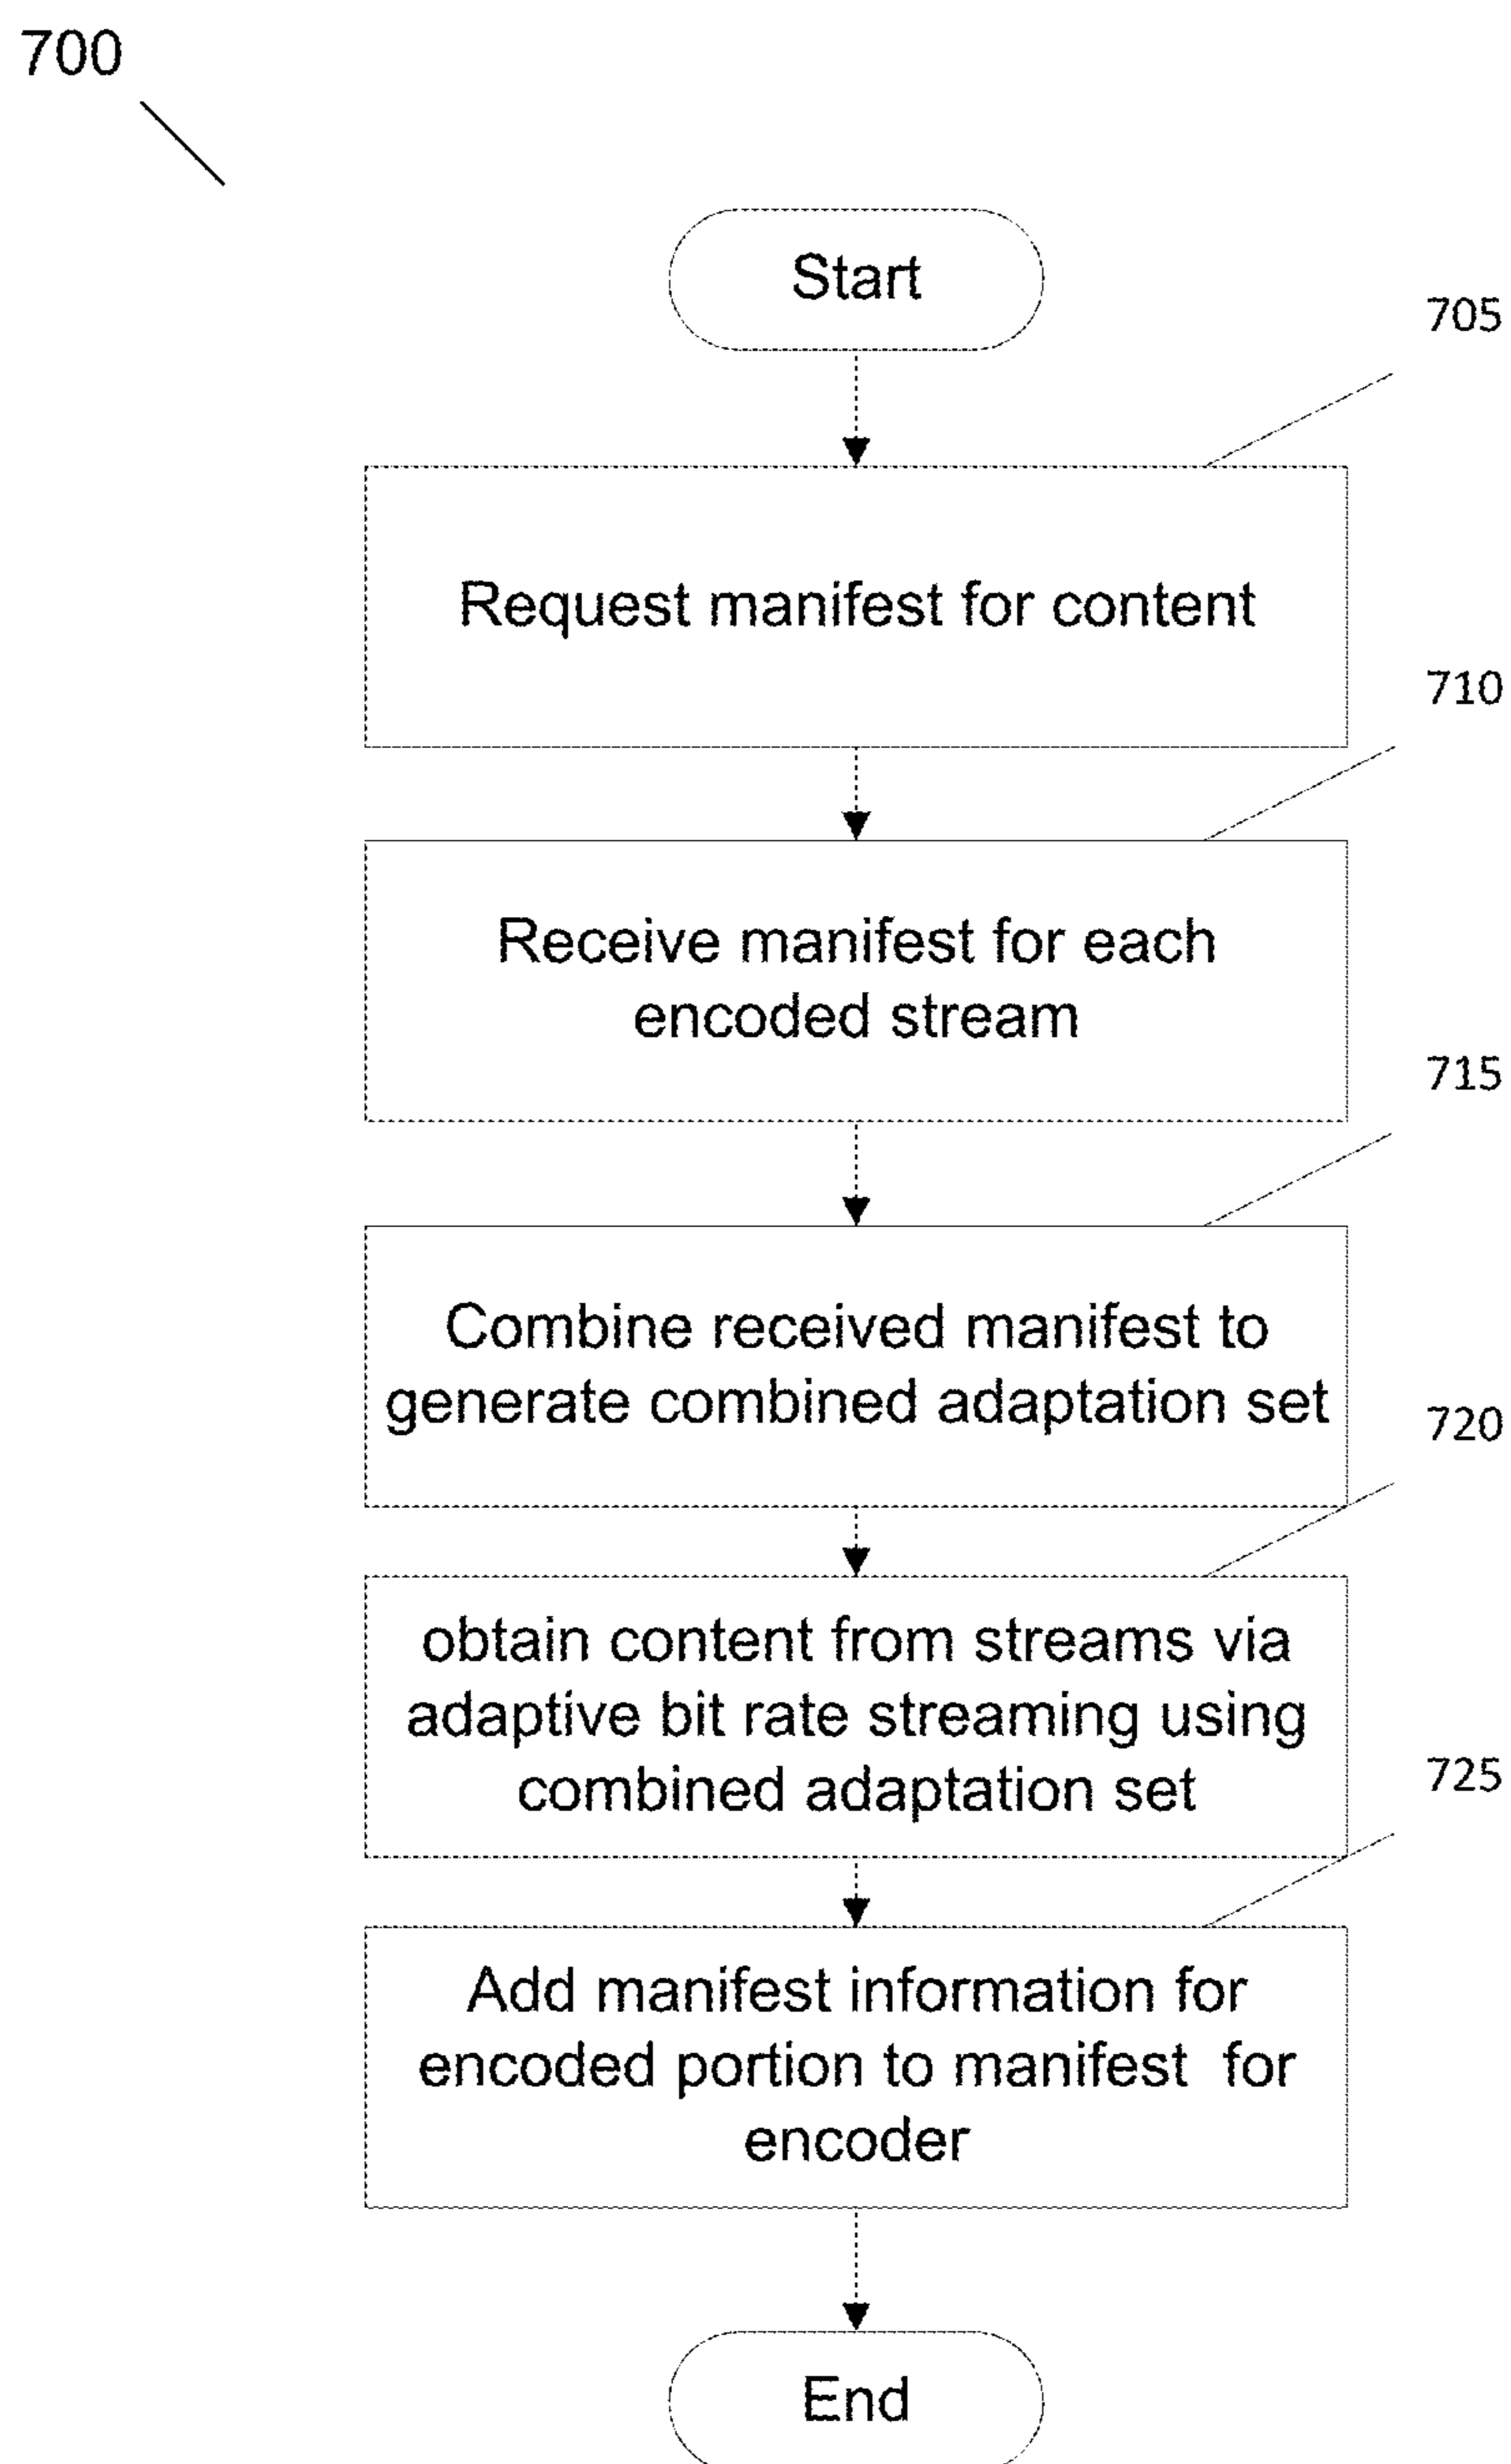 700
Start
705
Request manifest for content
710
Receive manifest for each
encoded stream
715
Combine received manifest to
generate combined adaptation set
720
obtain content from streams via
adaptive bit rate streaming using
combined adaptation set
725
Add manifest information for
encoded portion to manifest for
encoder
End